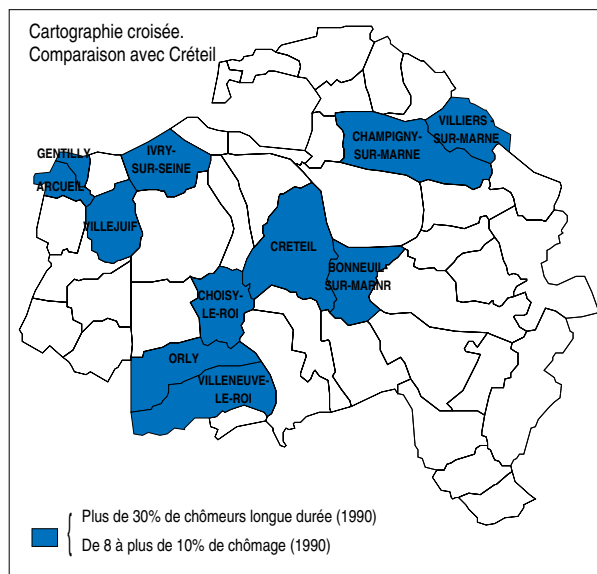 Cartographie croisée.
Comparaison avec Créteil
VILLIERS
SUR-MARNE
CHAMPIGNY-
SUR-MARNE
GENTILLY
IVRY-
SUR-SEINE
ARCUEIL
VILLEJUIF
CRETEIL
BONNEUIL-
SUR-MARNR
CHOISY-
LE-ROI
ORLY
VILLENEUVE-
LE-ROI
Plus de 30% de chômeurs longue durée (1990)
De 8 à plus de 10% de chômage (1990)